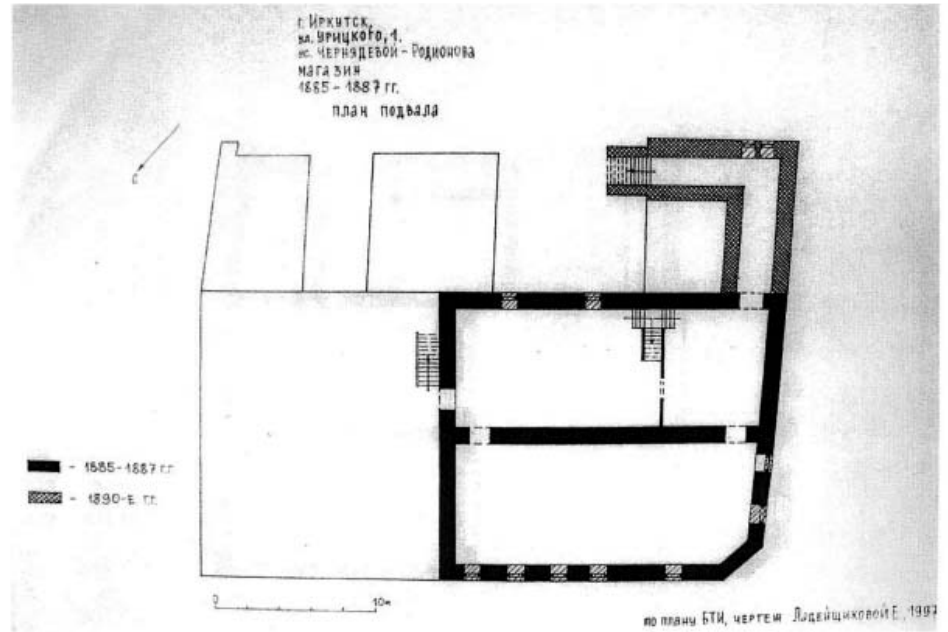 г. Иркутск,
ул. Урицкого, 1.
ус. Чернядевой - Родионова
магазин
1885 - 1887 гг.
план подвала
С
- 1885-1887 гг.
- 1890-е гг.
0 10м
по плану БТИ, чертеж Ладейщиковой Е., 1997